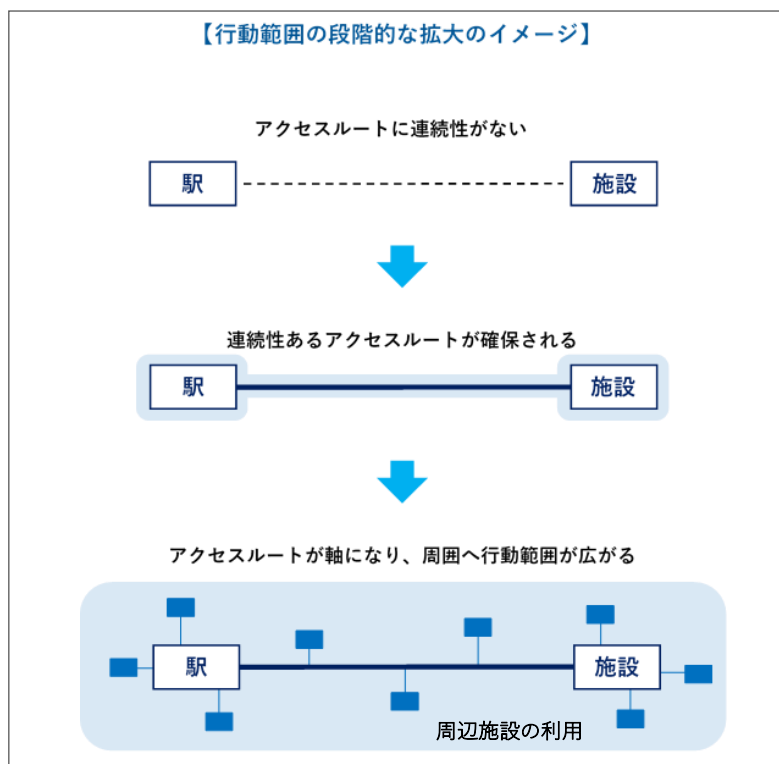 【行動範囲の段階的な拡大のイメージ】
アクセスルートに連続性がない
駅
施設
連続性あるアクセスルートが確保される
駅
施設
アクセスルートが軸になり、周囲へ行動範囲が広がる
駅
施設
周辺施設の利用